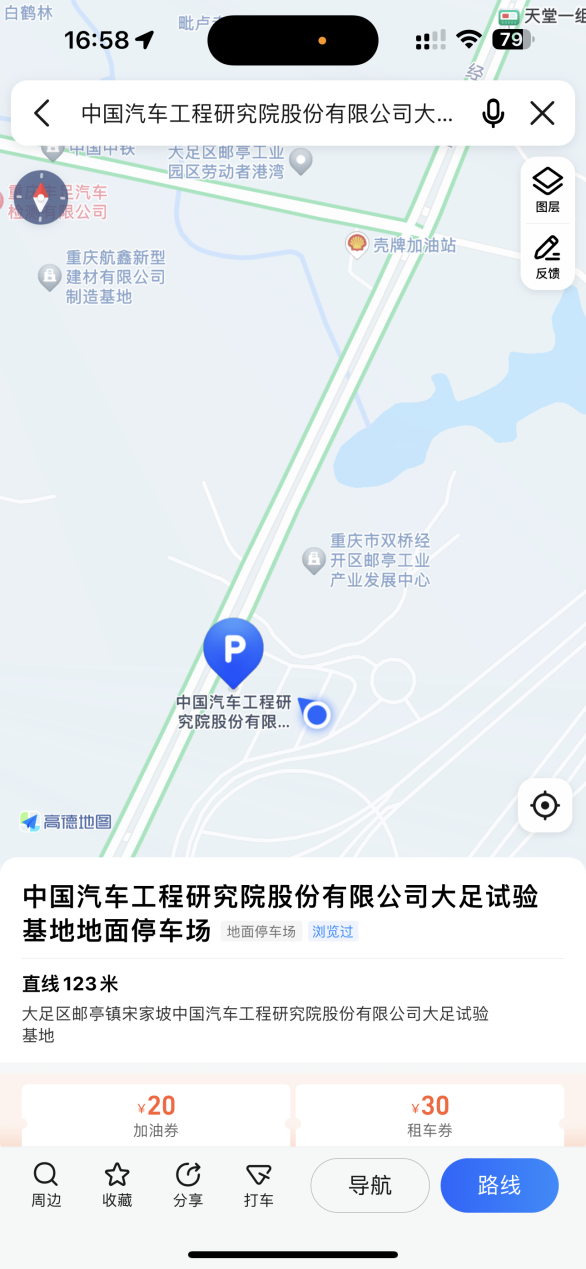 白鹤林
天堂一组
16:58
79
中国汽车工程研究院股份有限公司大...
中国中铁
大足区邮亭工业
园区劳动者港湾
图层
壳牌加油站
反馈
重庆航鑫新型
建材有限公司
制造基地
重庆市双桥经
开区邮亭工业
产业发展中心
P
中国汽车工程研
究院股份有限...
高德地图
中国汽车工程研究院股份有限公司大足试验
基地地面停车场 地面停车场 浏览过
直线123米
大足区邮亭镇宋家坡中国汽车工程研究院股份有限公司大足试验
基地
¥20 ¥30
加油券 租车券
周边 收藏 分享 打车 导航 路线